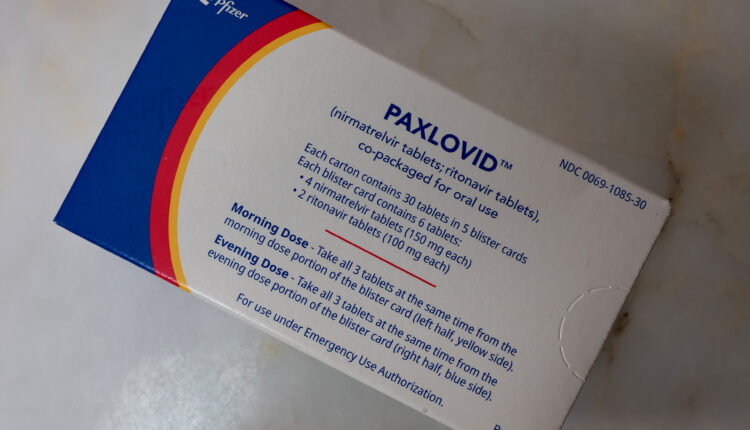 Pfizer
PAXLOVID™
(nirmatrelvir tablets; ritonavir tablets),
co-packaged for oral use
NDC 0069-1085-30
Each carton contains 30 tablets in 5 blister cards
Each blister card contains 6 tablets:
• 4 nirmatrelvir tablets (150 mg each)
• 2 ritonavir tablets (100 mg each)
Morning Dose - Take all 3 tablets at the same time from the
morning dose portion of the blister card (left half, yellow side).
Evening Dose - Take all 3 tablets at the same time from the
evening dose portion of the blister card (right half, blue side).
For use under Emergency Use Authorization.